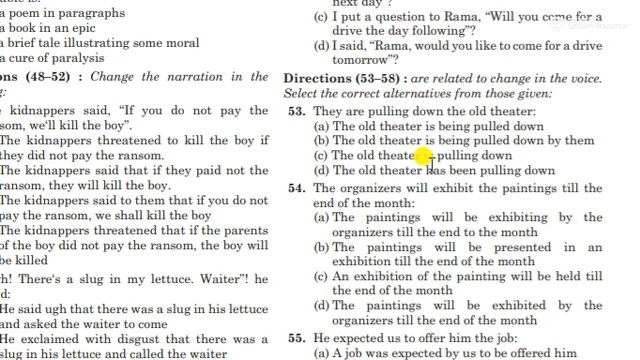 able is:
a poem in paragraphs
a book in an epic
a brief tale illustrating some moral
a cure of paralysis
ons (48–52) : Change the narration in the
g:
e kidnappers said, “If you do not pay the
som, we'll kill the boy”.
The kidnappers threatened to kill the boy if
they did not pay the ransom.
The kidnappers said that if they paid not the
ransom, they will kill the boy.
The kidnappers said to them that if you do not
pay the ransom, we shall kill the boy
The kidnappers threatened that if the parents
of the boy did not pay the ransom, the boy will
be killed
gh! There's a slug in my lettuce. Waiter”! he
d:
He said ugh that there was a slug in his lettuce
and asked the waiter to come
He exclaimed with disgust that there was a
slug in his lettuce and called the waiter
next day ?
(c) I put a question to Rama, “Will you come for a
drive the day following”?
(d) I said, “Rama, would you like to come for a drive
tomorrow”?
Directions (53–58) : are related to change in the voice.
Select the correct alternatives from those given:
53. They are pulling down the old theater:
(a) The old theater is being pulled down
(b) The old theater is being pulled down by them
(c) The old theater is pulling down
(d) The old theater has been pulling down
54. The organizers will exhibit the paintings till the
end of the month:
(a) The paintings will be exhibiting by the
organizers till the end to the month
(b) The paintings will be presented in an
exhibition till the end of the month
(c) An exhibition of the painting will be held till
the end of the month
(d) The paintings will be exhibited by the
organizers till the end of the month
55. He expected us to offer him the job:
(a) A job was expected by us to be offered him